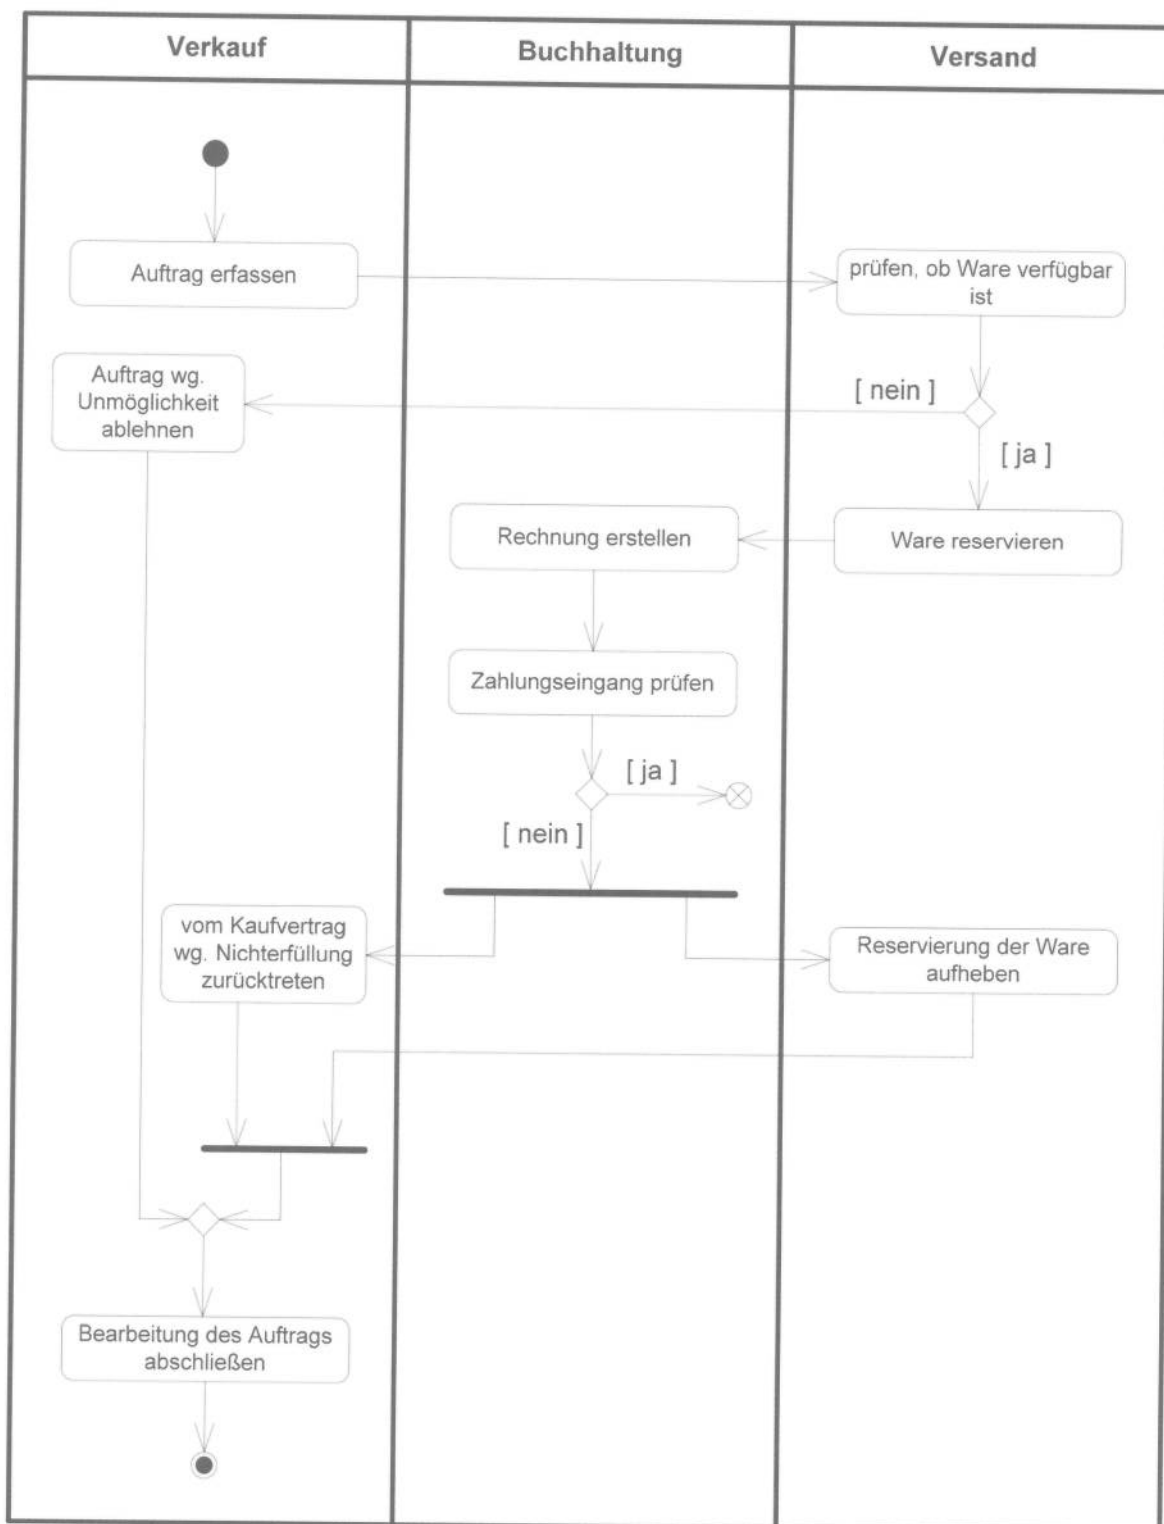 Verkauf
Buchhaltung
Versand
Auftrag erfassen
prüfen, ob Ware verfügbar
ist
Auftrag wg.
Unmöglichkeit
ablehnen
[ nein ]
[ ja ]
Rechnung erstellen
Ware reservieren
Zahlungseingang prüfen
[ ja ]
[ nein ]
vom Kaufvertrag
wg. Nichterfüllung
zurücktreten
Reservierung der Ware
aufheben
Bearbeitung des Auftrags
abschließen